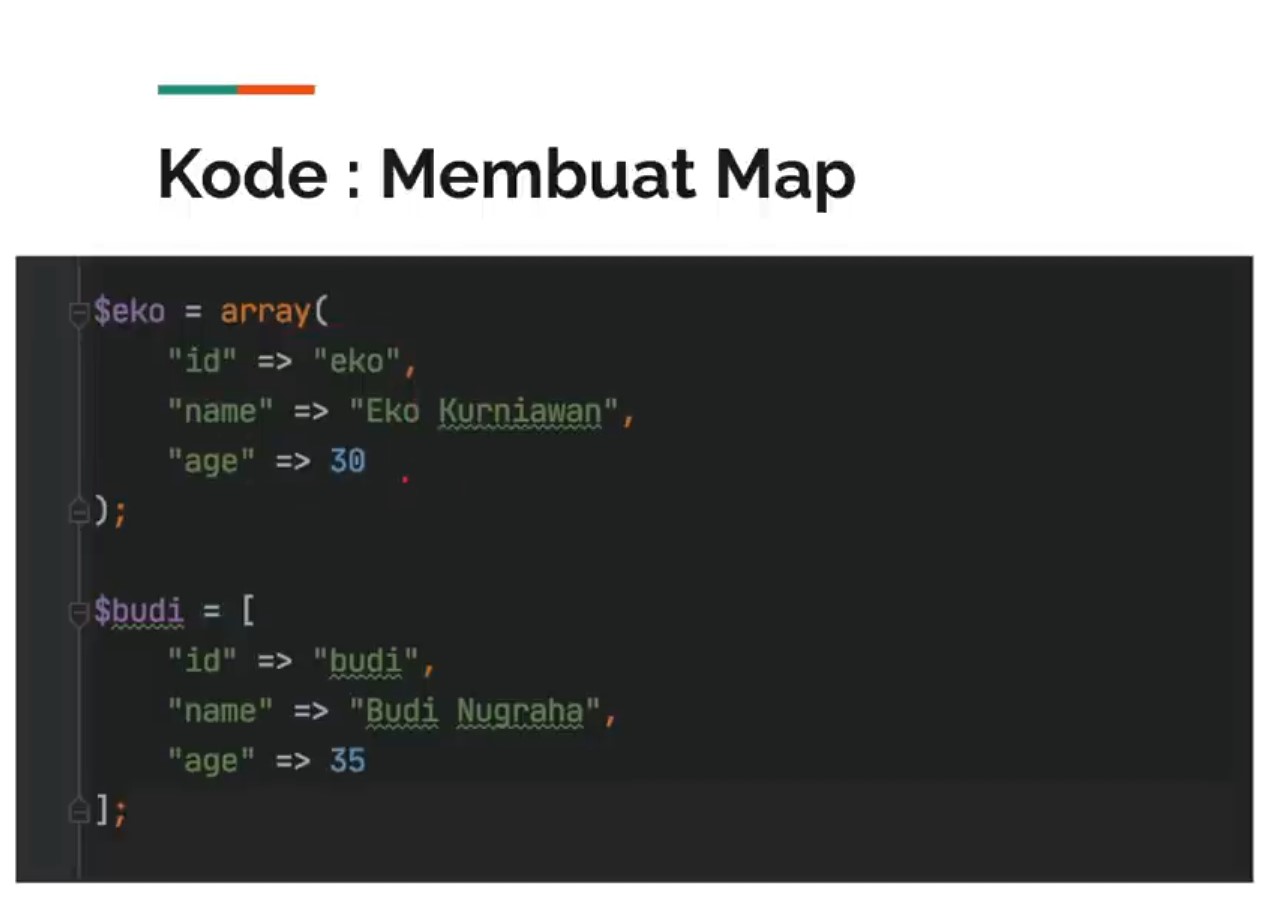 Kode : Membuat Map
$eko = array(
"id" => "eko",
"name" => "Eko Kurniawan",
"age" => 30
);
$budi = [
"id" => "budi",
"name" => "Budi Nugraha",
"age" => 35
];